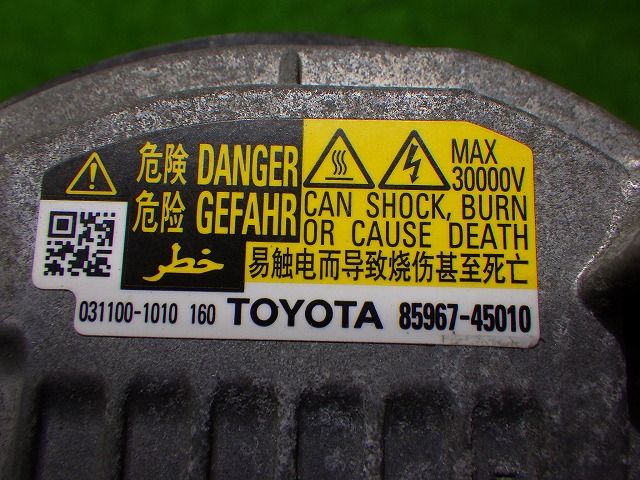 危険 DANGER
危险 GEFAHR
خطر
MAX
30000V
CAN SHOCK, BURN
OR CAUSE DEATH
易触电而导致烧伤甚至死亡
031100-1010 160 TOYOTA 85967-45010